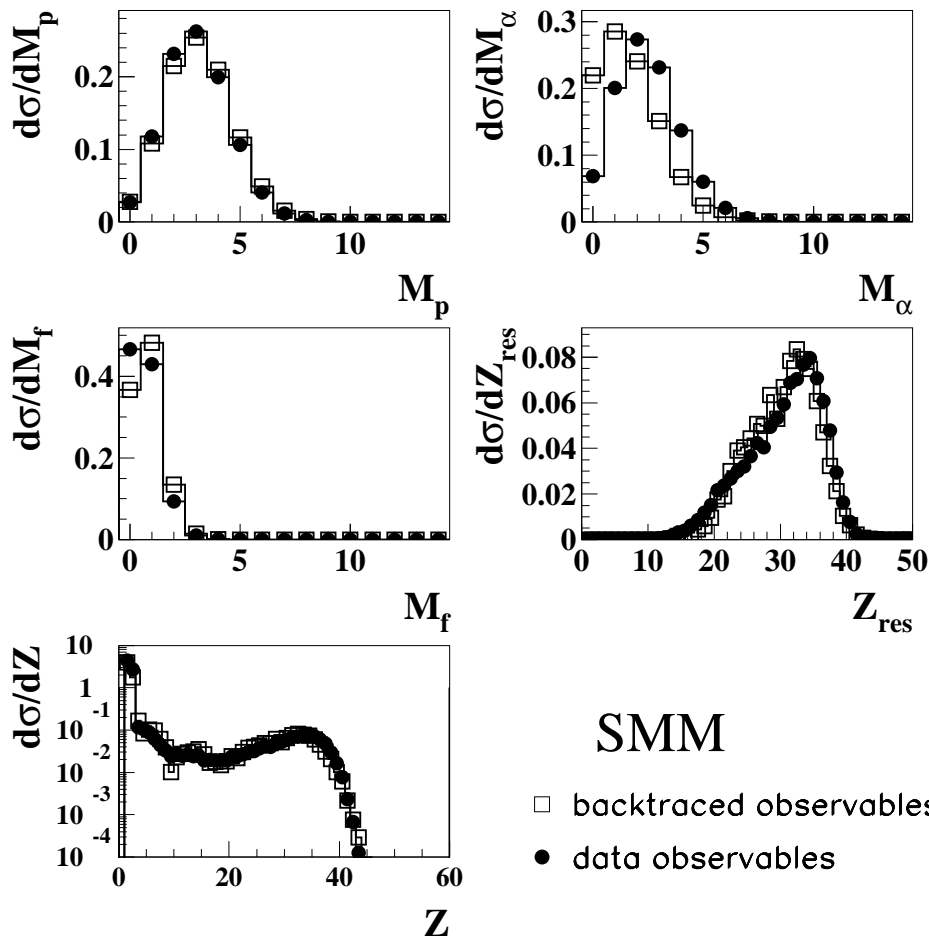 dσ/dM_p
0.2
0.1
0
0 5 10
M_p
dσ/dM_α
0.3
0.2
0.1
0
0 5 10
M_α
dσ/dM_f
0.4
0.2
0
0 5 10
M_f
dσ/dZ_res
0.08
0.06
0.04
0.02
0
0 10 20 30 40 50
Z_res
dσ/dZ
10
1
10^-1
10^-2
10^-3
10^-4
0 20 40 60
Z
SMM
backtraced observables
data observables